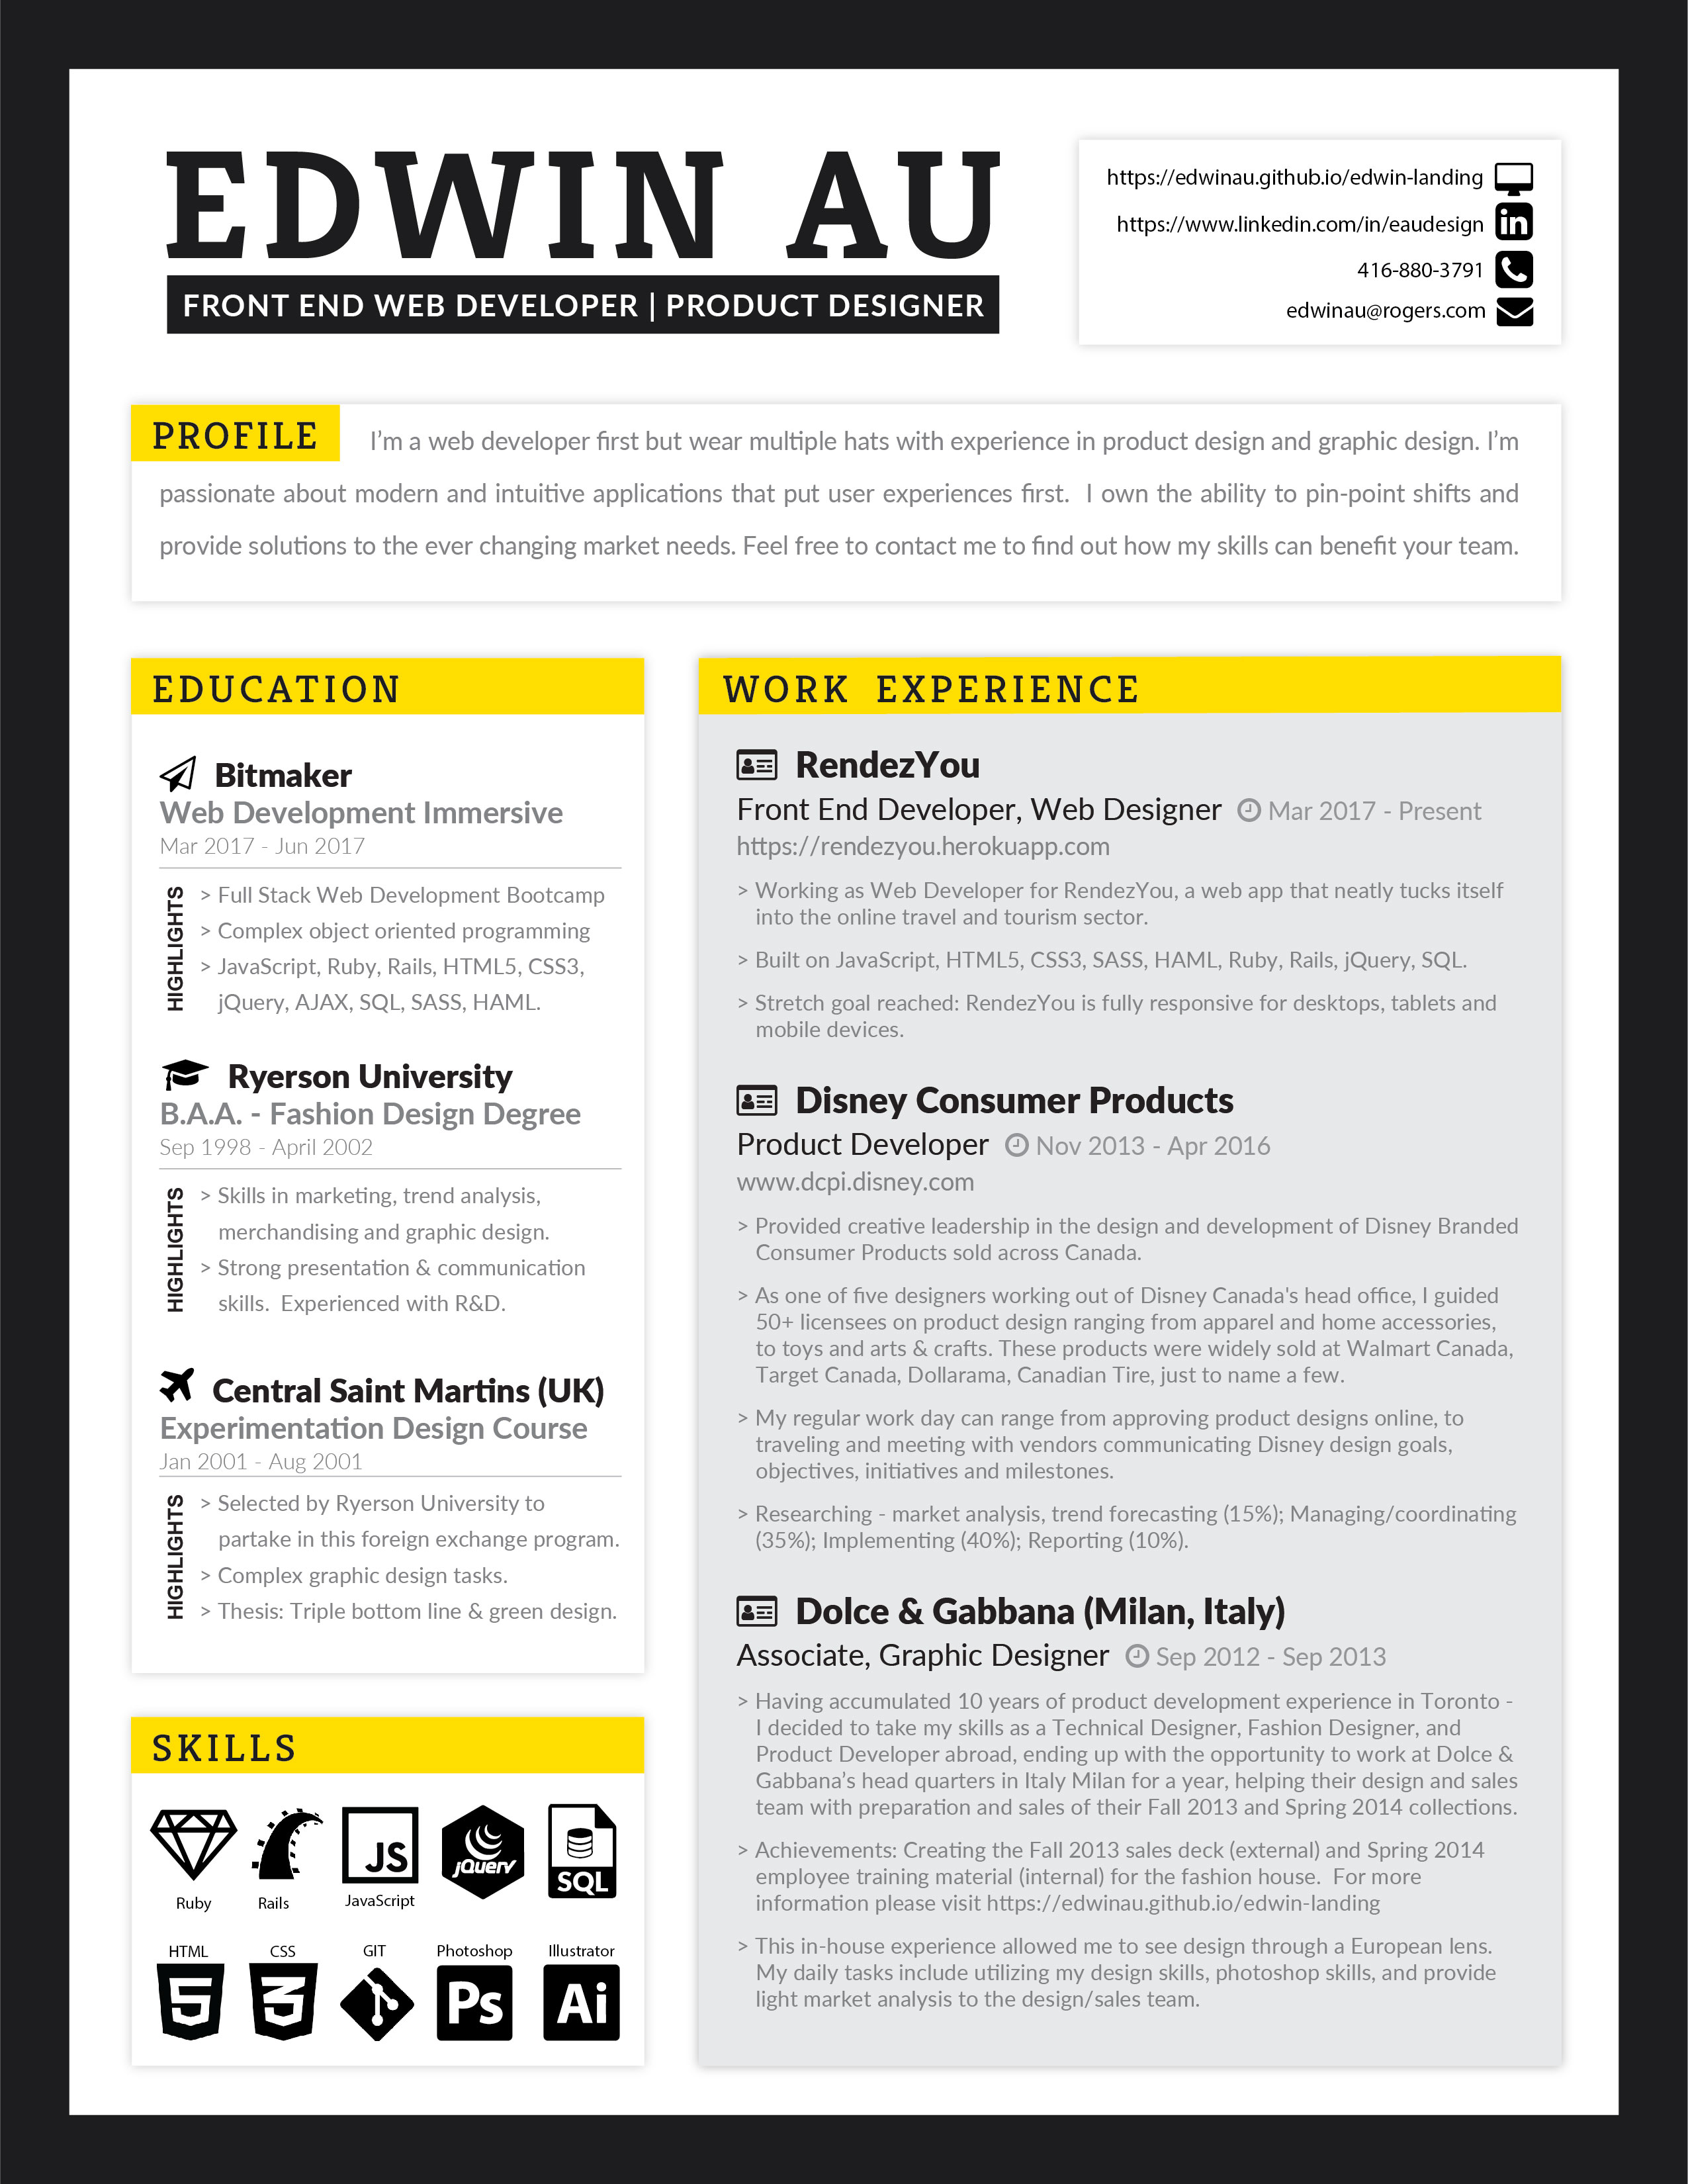 EDWIN AU
FRONT END WEB DEVELOPER | PRODUCT DESIGNER
https://edwinau.github.io/edwin-landing
https://www.linkedin.com/in/eaudesign
in
416-880-3791
edwinau@rogers.com
PROFILE
I'm a web developer first but wear multiple hats with experience in product design and graphic design. I'm
passionate about modern and intuitive applications that put user experiences first.  I own the ability to pin-point shifts and
provide solutions to the ever changing market needs. Feel free to contact me to find out how my skills can benefit your team.
EDUCATION
Bitmaker
Web Development Immersive
Mar 2017 - Jun 2017
HIGHLIGHTS
> Full Stack Web Development Bootcamp
> Complex object oriented programming
> JavaScript, Ruby, Rails, HTML5, CSS3,
jQuery, AJAX, SQL, SASS, HAML.
Ryerson University
B.A.A. - Fashion Design Degree
Sep 1998 - April 2002
HIGHLIGHTS
> Skills in marketing, trend analysis,
merchandising and graphic design.
> Strong presentation & communication
skills.  Experienced with R&D.
Central Saint Martins (UK)
Experimentation Design Course
Jan 2001 - Aug 2001
HIGHLIGHTS
> Selected by Ryerson University to
partake in this foreign exchange program.
> Complex graphic design tasks.
> Thesis: Triple bottom line & green design.
SKILLS
JS
jQuery
SQL
Ruby
Rails
JavaScript
HTML
CSS
GIT
Photoshop
Illustrator
5
3
Ps
Ai
WORK EXPERIENCE
RendezYou
Front End Developer, Web Designer
Mar 2017 - Present
https://rendezyou.herokuapp.com
> Working as Web Developer for RendezYou, a web app that neatly tucks itself
into the online travel and tourism sector.
> Built on JavaScript, HTML5, CSS3, SASS, HAML, Ruby, Rails, jQuery, SQL.
> Stretch goal reached: RendezYou is fully responsive for desktops, tablets and
mobile devices.
Disney Consumer Products
Product Developer
Nov 2013 - Apr 2016
www.dcpi.disney.com
> Provided creative leadership in the design and development of Disney Branded
Consumer Products sold across Canada.
> As one of five designers working out of Disney Canada's head office, I guided
50+ licensees on product design ranging from apparel and home accessories,
to toys and arts & crafts. These products were widely sold at Walmart Canada,
Target Canada, Dollarama, Canadian Tire, just to name a few.
> My regular work day can range from approving product designs online, to
traveling and meeting with vendors communicating Disney design goals,
objectives, initiatives and milestones.
> Researching - market analysis, trend forecasting (15%); Managing/coordinating
(35%); Implementing (40%); Reporting (10%).
Dolce & Gabbana (Milan, Italy)
Associate, Graphic Designer
Sep 2012 - Sep 2013
> Having accumulated 10 years of product development experience in Toronto -
I decided to take my skills as a Technical Designer, Fashion Designer, and
Product Developer abroad, ending up with the opportunity to work at Dolce &
Gabbana's head quarters in Italy Milan for a year, helping their design and sales
team with preparation and sales of their Fall 2013 and Spring 2014 collections.
> Achievements: Creating the Fall 2013 sales deck (external) and Spring 2014
employee training material (internal) for the fashion house.  For more
information please visit https://edwinau.github.io/edwin-landing
> This in-house experience allowed me to see design through a European lens.
My daily tasks include utilizing my design skills, photoshop skills, and provide
light market analysis to the design/sales team.